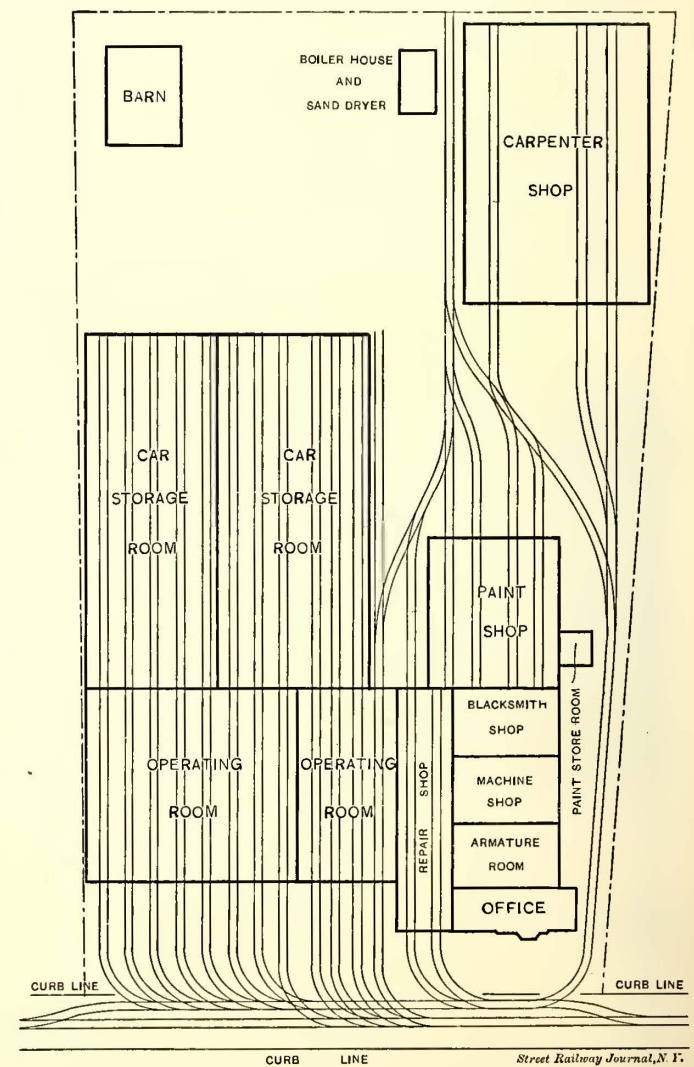 BARN
BOILER HOUSE
AND
SAND DRYER
CARPENTER
SHOP
CAR
STORAGE
ROOM
CAR
STORAGE
ROOM
PAINT
SHOP
PAINT STORE ROOM
OPERATING
ROOM
OPERATING
ROOM
REPAIR SHOP
BLACKSMITH
SHOP
MACHINE
SHOP
ARMATURE
ROOM
OFFICE
CURB LINE
CURB LINE
CURB LINE
Street Railway Journal, N. Y.